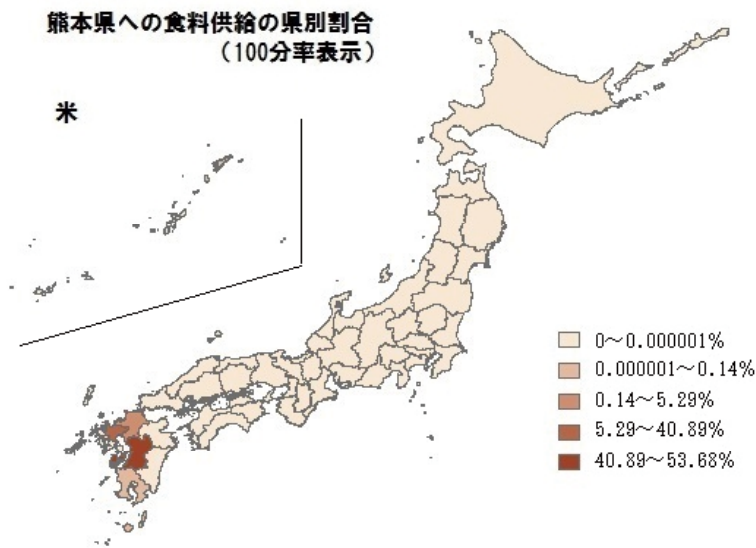 熊本県への食料供給の県別割合
（100分率表示）
米
0～0.000001%
0.000001～0.14%
0.14～5.29%
5.29～40.89%
40.89～53.68%